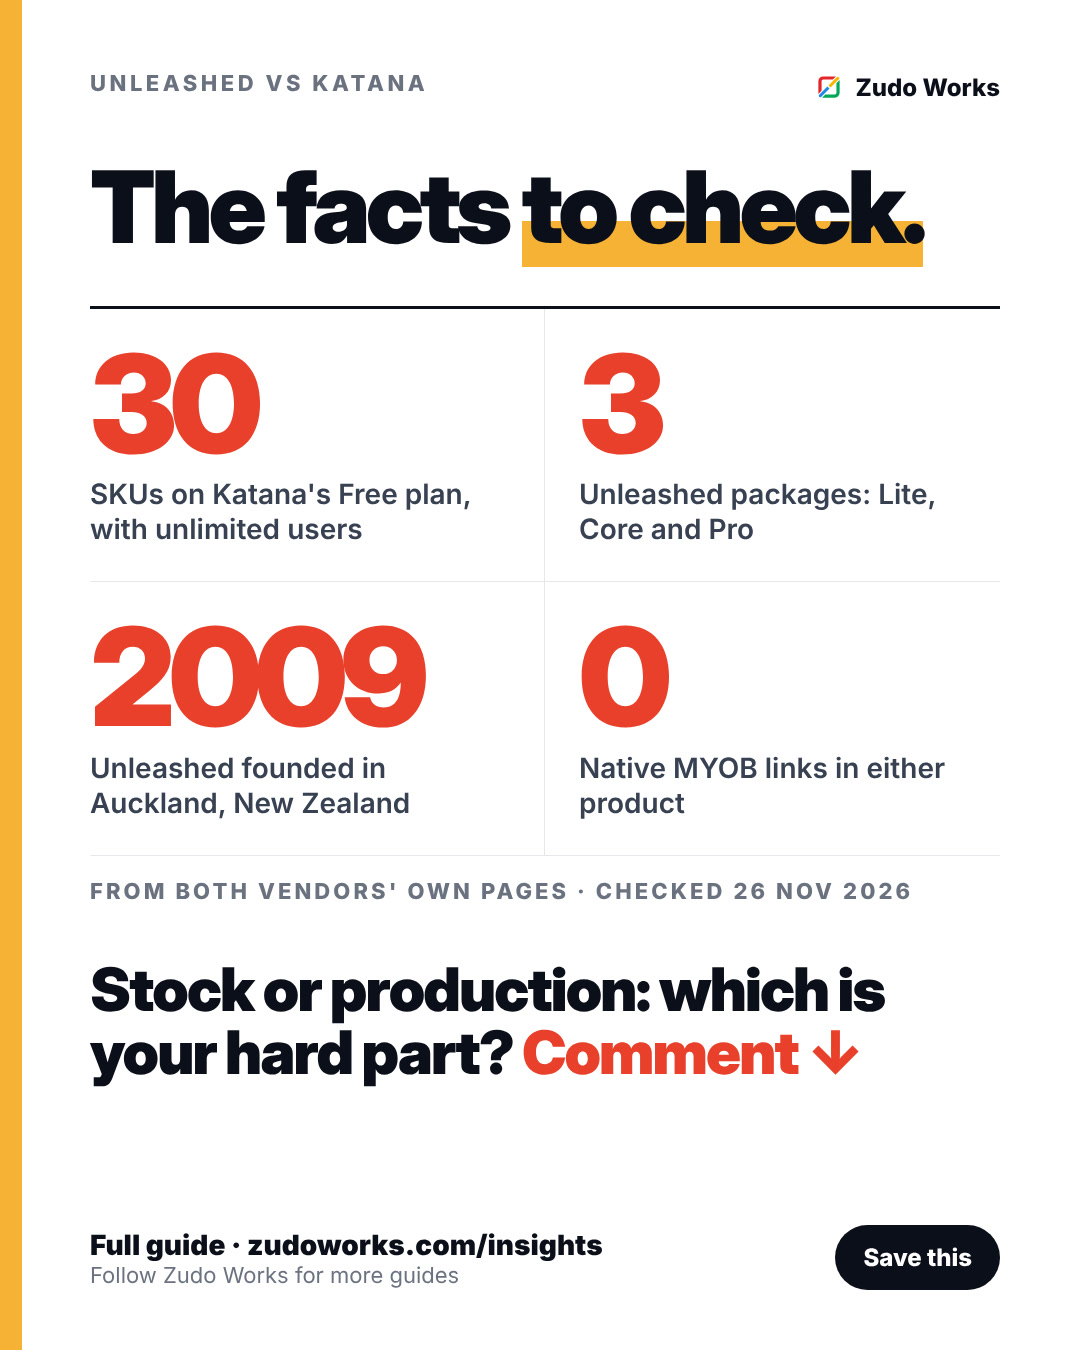 UNLEASHED VS KATANA
Zudo Works
The facts to check.
30
SKUs on Katana's Free plan,
with unlimited users
3
Unleashed packages: Lite,
Core and Pro
2009
Unleashed founded in
Auckland, New Zealand
0
Native MYOB links in either
product
FROM BOTH VENDORS' OWN PAGES · CHECKED 26 NOV 2026
Stock or production: which is
your hard part? Comment ↓
Full guide · zudoworks.com/insights
Follow Zudo Works for more guides
Save this